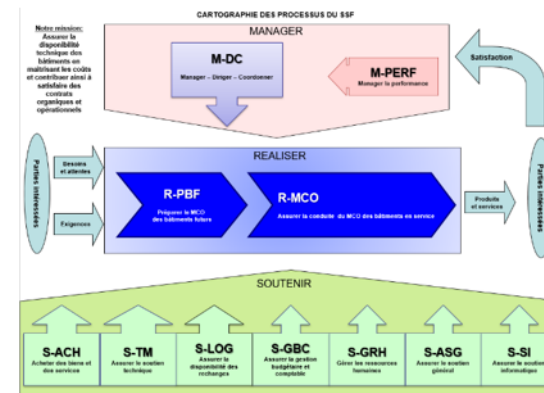 CARTOGRAPHIE DES PROCESSUS DU SSF
Notre mission:
Assurer la
disponibilité
technique des
bâtiments en
maîtrisant les coûts
et contribuer ainsi à
satisfaire des
contrats
organiques et
opérationnels
MANAGER
M-DC
Manager – Diriger – Coordonner
M-PERF
Manager la performance
Satisfaction
Parties intéressées
Besoins
et attentes
Exigences
REALISER
R-PBF
Préparer le MCO
des bâtiments future
R-MCO
Assurer la conduite du MCO des bâtiments en service
Produits
et services
Parties intéressées
SOUTENIR
S-ACH
Acheter des biens et
des services
S-TM
Assurer le soutien
technique
S-LOG
Assurer la
disponibilité des
rechanges
S-GBC
Assurer la gestion
budgétaire et
comptable
S-GRH
Gérer les ressources
humaines
S-ASG
Assurer le soutien
général
S-SI
Assurer le soutien
informatique